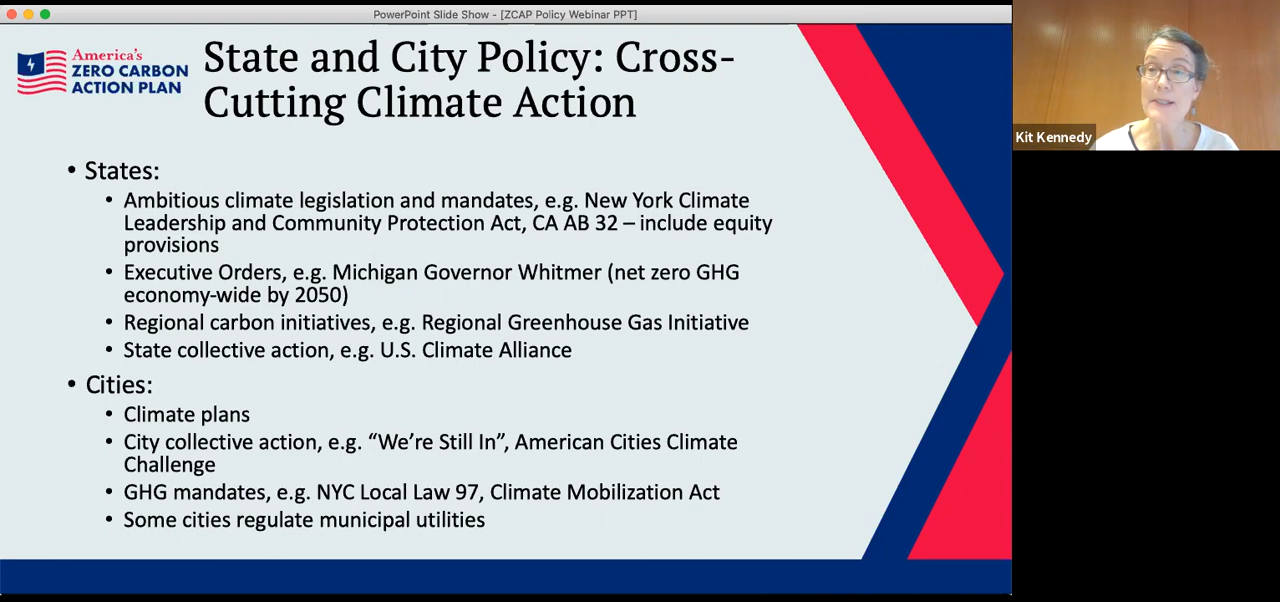 PowerPoint Slide Show - [ZCAP Policy Webinar PPT]
America's
ZERO CARBON
ACTION PLAN
State and City Policy: Cross-
Cutting Climate Action
• States:
• Ambitious climate legislation and mandates, e.g. New York Climate
Leadership and Community Protection Act, CA AB 32 – include equity
provisions
• Executive Orders, e.g. Michigan Governor Whitmer (net zero GHG
economy-wide by 2050)
• Regional carbon initiatives, e.g. Regional Greenhouse Gas Initiative
• State collective action, e.g. U.S. Climate Alliance
• Cities:
• Climate plans
• City collective action, e.g. “We’re Still In”, American Cities Climate
Challenge
• GHG mandates, e.g. NYC Local Law 97, Climate Mobilization Act
• Some cities regulate municipal utilities
Kit Kennedy